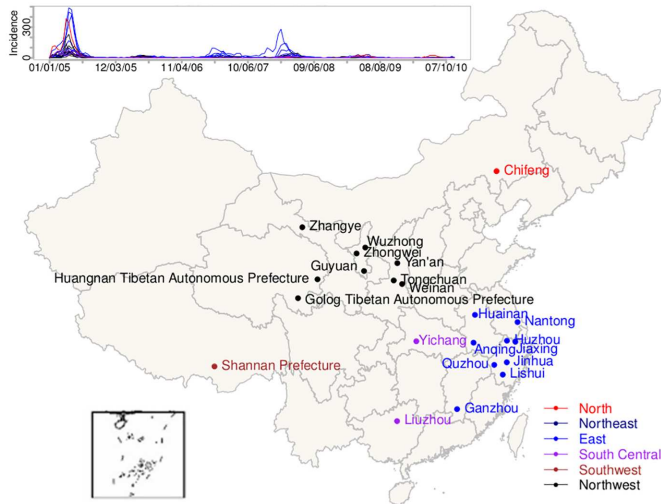 Incidence
300
0
01/01/05
12/03/05
11/04/06
10/06/07
09/06/08
08/08/09
07/10/10
Chifeng
Zhangye
Wuzhong
Zhongwei
Yan'an
Guyuan
Huangnan Tibetan Autonomous Prefecture
Tongchuan
Weinan
Golog Tibetan Autonomous Prefecture
Huainan
Nantong
Yichang
Huzhou
Anqing
Jiaxing
Shannan Prefecture
Quzhou
Jinhua
Lishui
Ganzhou
Liuzhou
North
Northeast
East
South Central
Southwest
Northwest